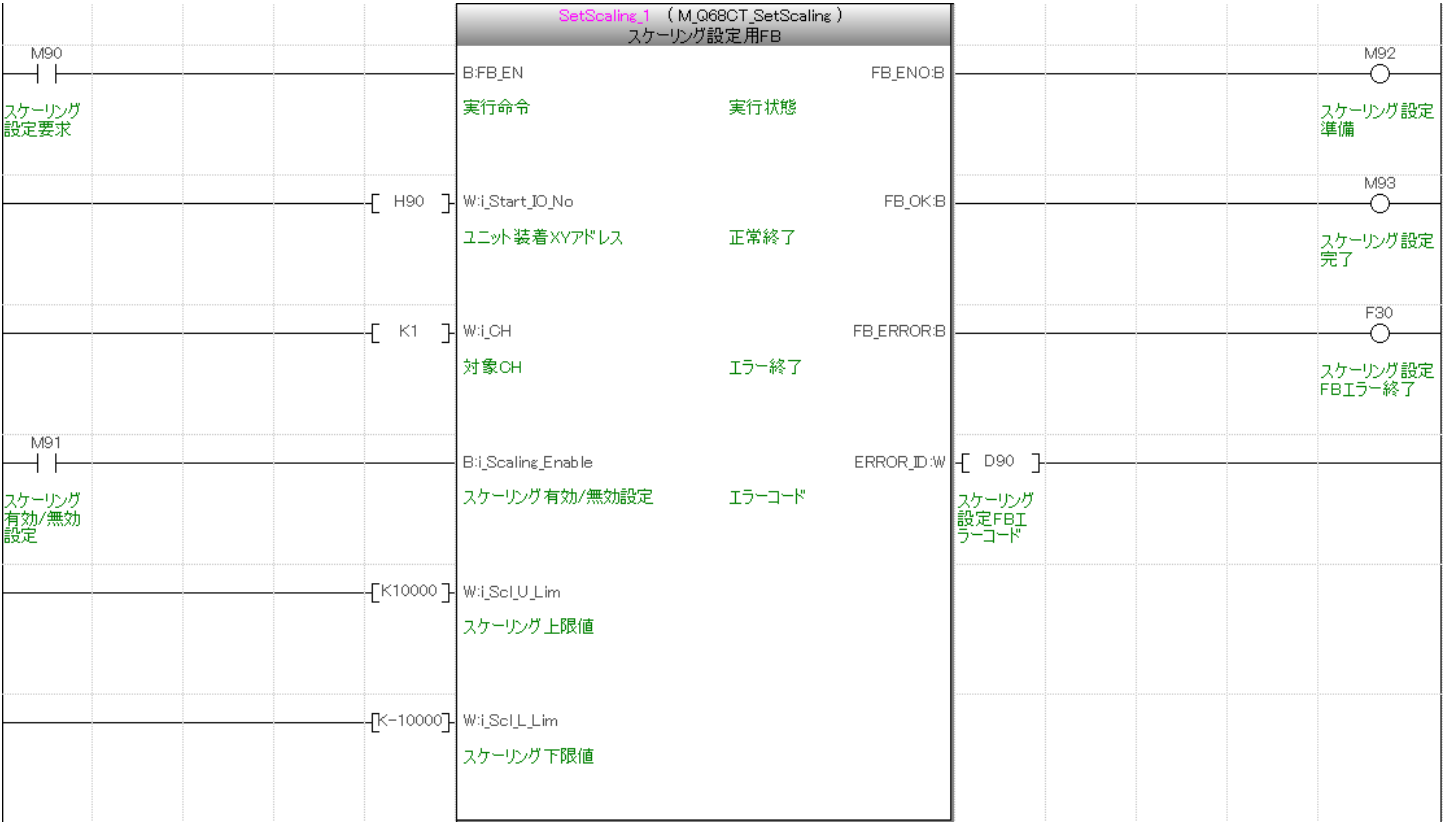 SetScaling_1 (M_Q68CT_SetScaling)
スケーリング設定用FB
M90
B:FB_EN
FB_ENO:B
M92
スケーリング
設定要求
実行命令
実行状態
スケーリング設定
準備
H90
W:i_Start_IO_No
FB_OK:B
M93
ユニット装着XYアドレス
正常終了
スケーリング設定
完了
K1
W:i_CH
FB_ERROR:B
F30
対象CH
エラー終了
スケーリング設定
FBエラー終了
M91
B:i_Scaling_Enable
ERROR_ID:W
D90
スケーリング
有効/無効
設定
スケーリング有効/無効設定
エラーコード
スケーリング
設定FBエ
ラーコード
K10000
W:i_Scl_U_Lim
スケーリング上限値
K-10000
W:i_Scl_L_Lim
スケーリング下限値